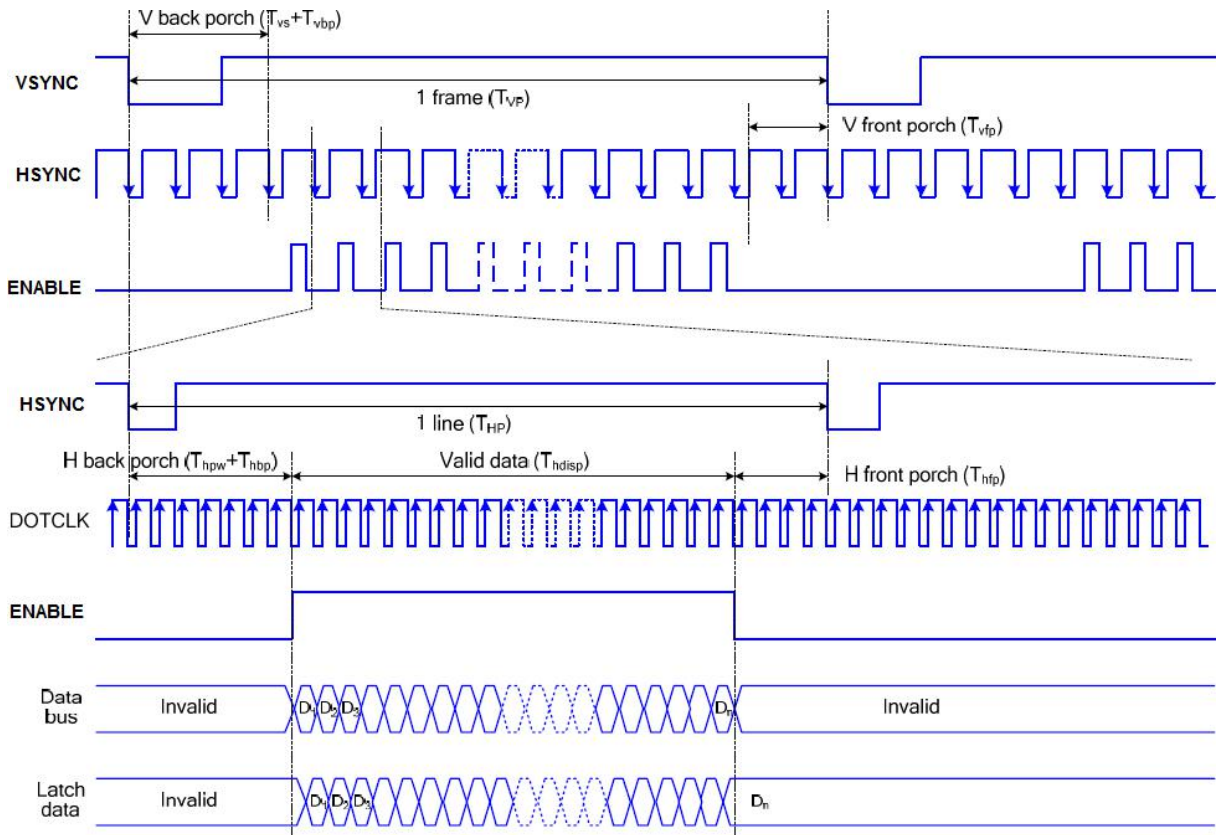 V back porch (Tvs+Tvbp)
VSYNC
1 frame (TVP)
V front porch (Tvfp)
HSYNC
ENABLE
HSYNC
1 line (THP)
H back porch (Thpw+Thbp)
Valid data (Thdisp)
H front porch (Thfp)
DOTCLK
ENABLE
Data
bus
Invalid
D1 D2 D3
Dn
Invalid
Latch
data
Invalid
D1 D2 D3
Dn